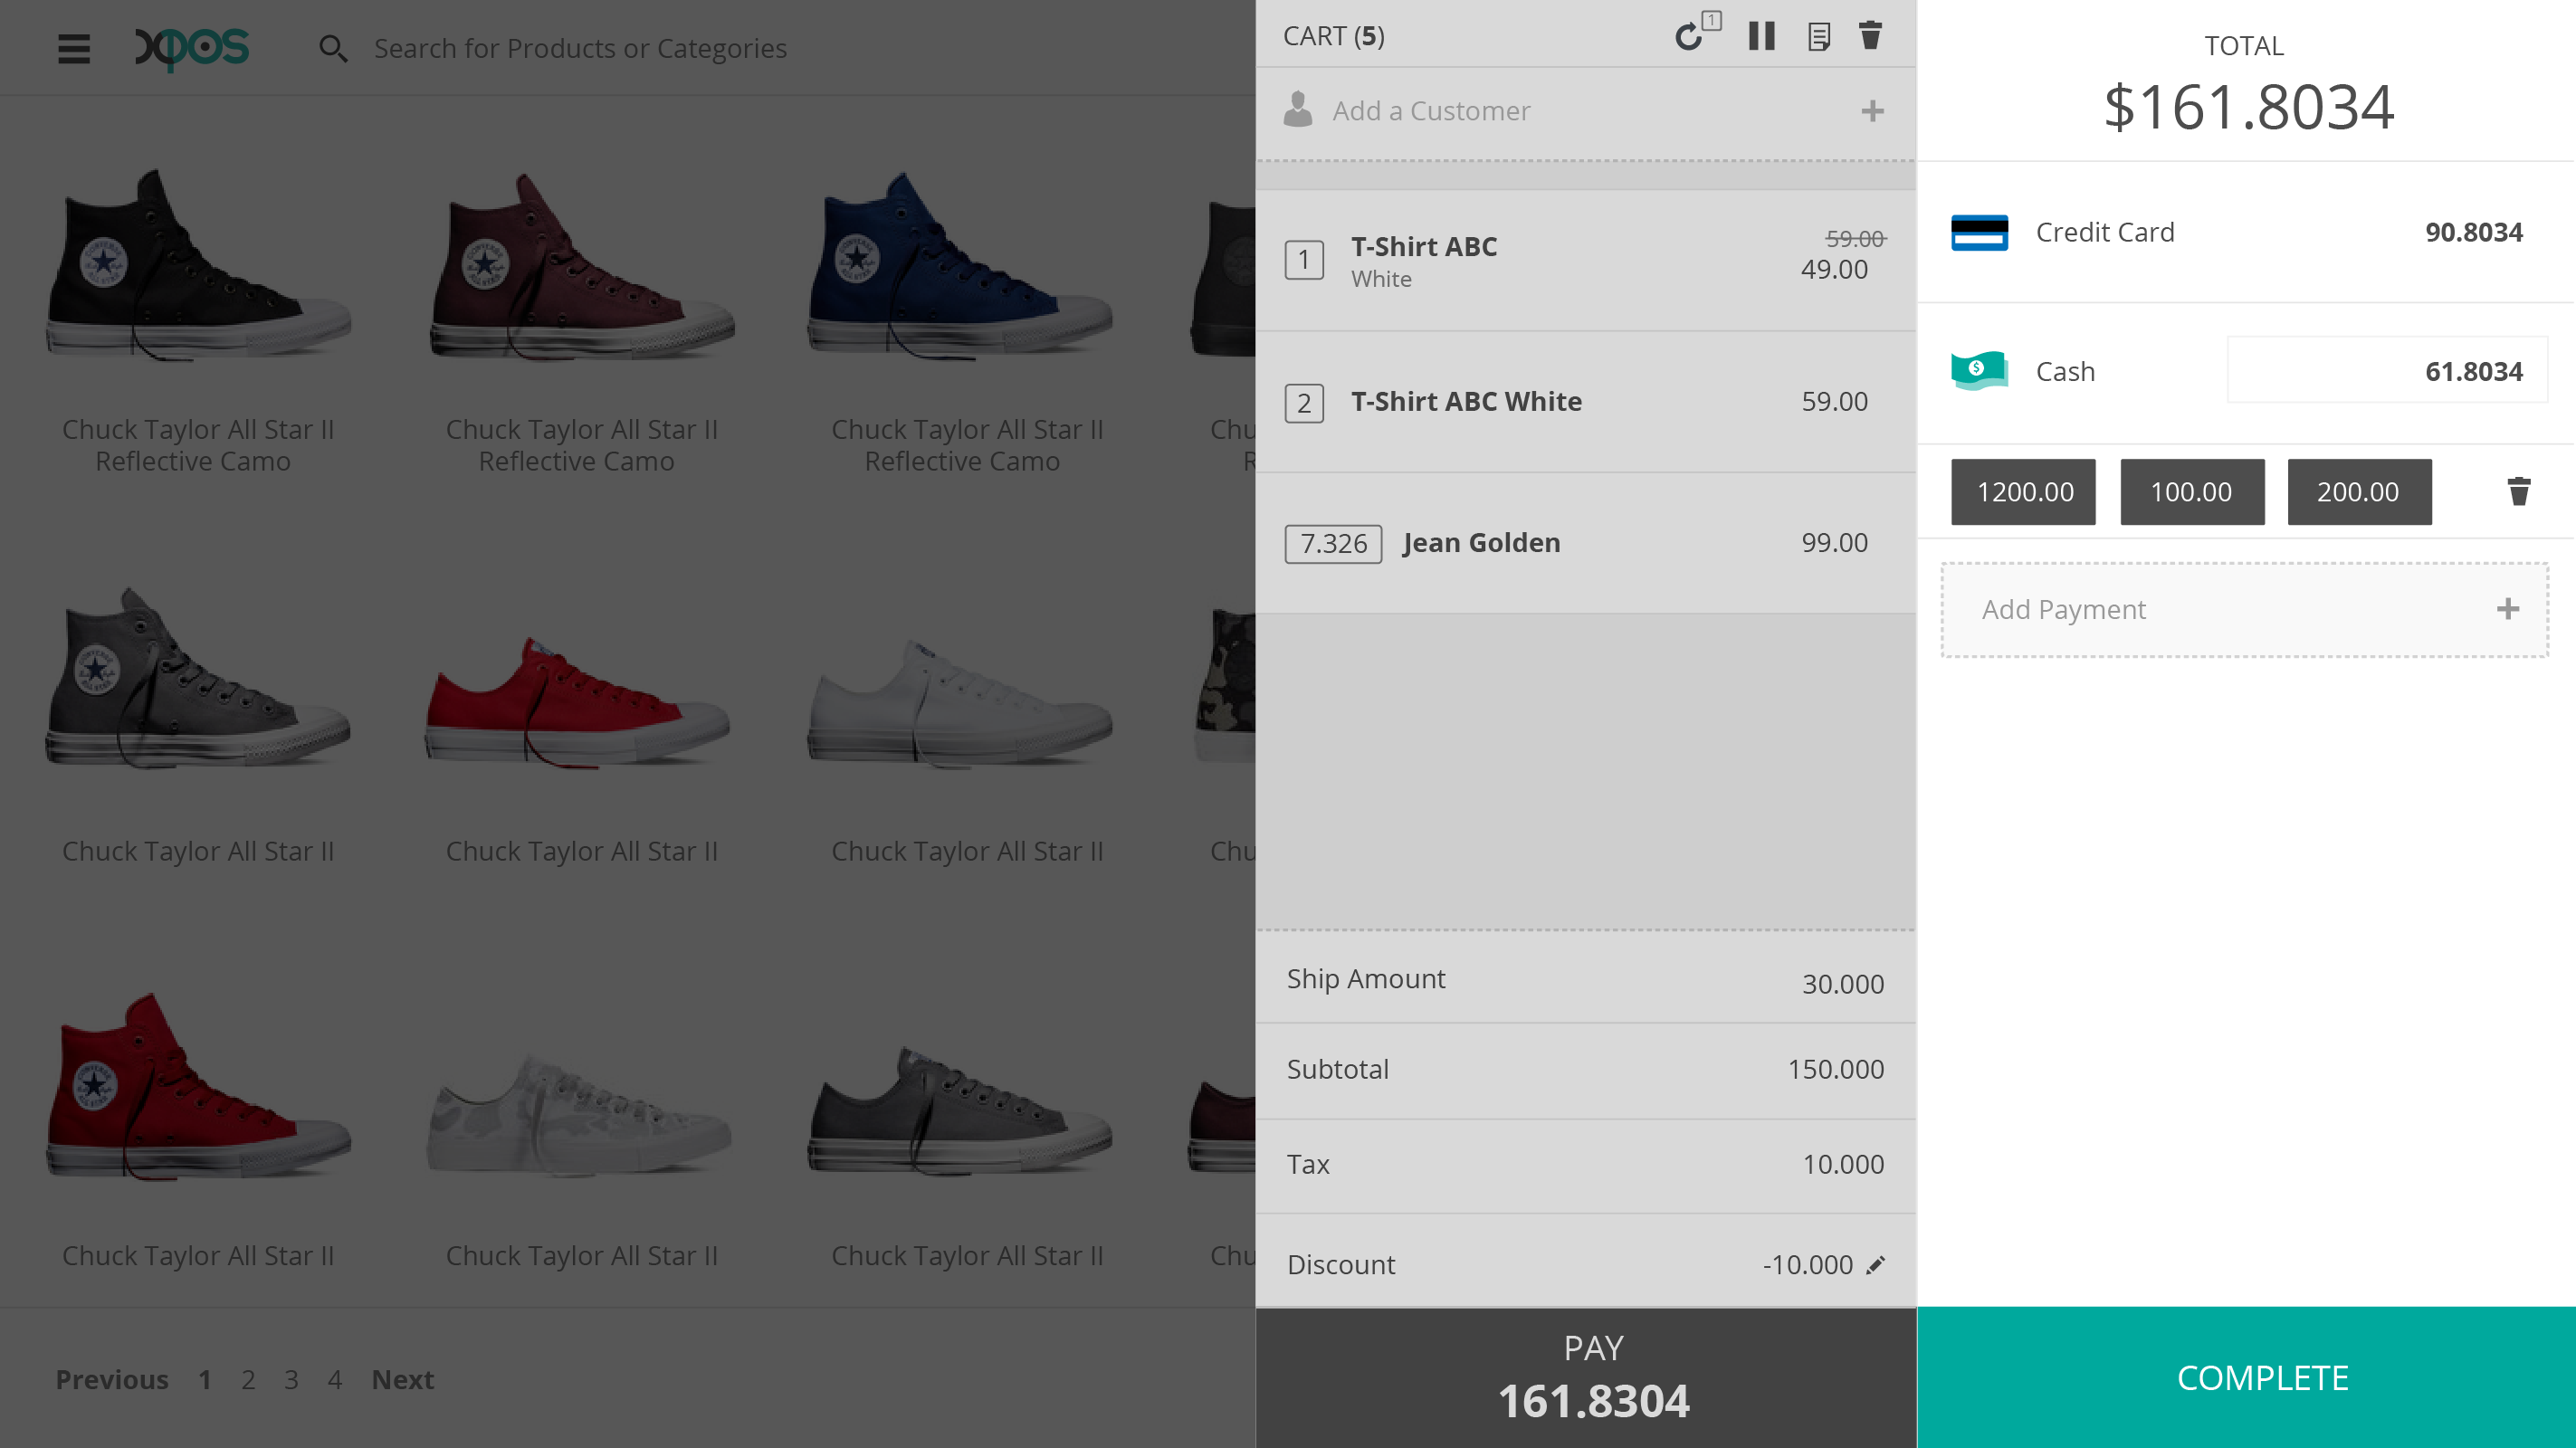 xpos
Search for Products or Categories
Chuck Taylor All Star II
Reflective Camo
Chuck Taylor All Star II
Reflective Camo
Chuck Taylor All Star II
Reflective Camo
Chu
R
Chuck Taylor All Star II
Chuck Taylor All Star II
Chuck Taylor All Star II
Chu
Chuck Taylor All Star II
Chuck Taylor All Star II
Chuck Taylor All Star II
Chu
Previous 1 2 3 4 Next
CART (5)
1
Add a Customer
1
T-Shirt ABC
White
59.00
49.00
2 T-Shirt ABC White 59.00
7.326 Jean Golden 99.00
Ship Amount 30.000
Subtotal 150.000
Tax 10.000
Discount -10.000
PAY
161.8304
TOTAL
$161.8034
Credit Card 90.8034
Cash 61.8034
1200.00 100.00 200.00
Add Payment
COMPLETE